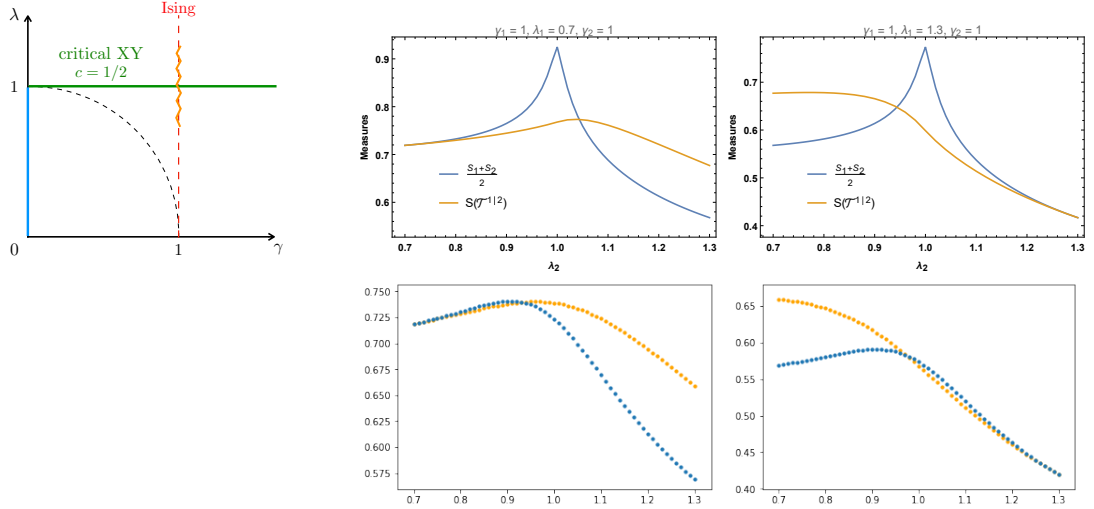 λ
Ising
critical XY
c = 1/2
1
0
1
γ
γ₁ = 1, λ₁ = 0.7, γ₂ = 1
Measures
0.9
0.8
0.7
0.6
(s₁+s₂)/2
S(𝒯^{1|2})
0.7 0.8 0.9 1.0 1.1 1.2 1.3
λ₂
γ₁ = 1, λ₁ = 1.3, γ₂ = 1
Measures
0.7
0.6
0.5
0.4
(s₁+s₂)/2
S(𝒯^{1|2})
0.7 0.8 0.9 1.0 1.1 1.2 1.3
λ₂
0.750
0.725
0.700
0.675
0.650
0.625
0.600
0.575
0.7 0.8 0.9 1.0 1.1 1.2 1.3
0.65
0.60
0.55
0.50
0.45
0.40
0.7 0.8 0.9 1.0 1.1 1.2 1.3